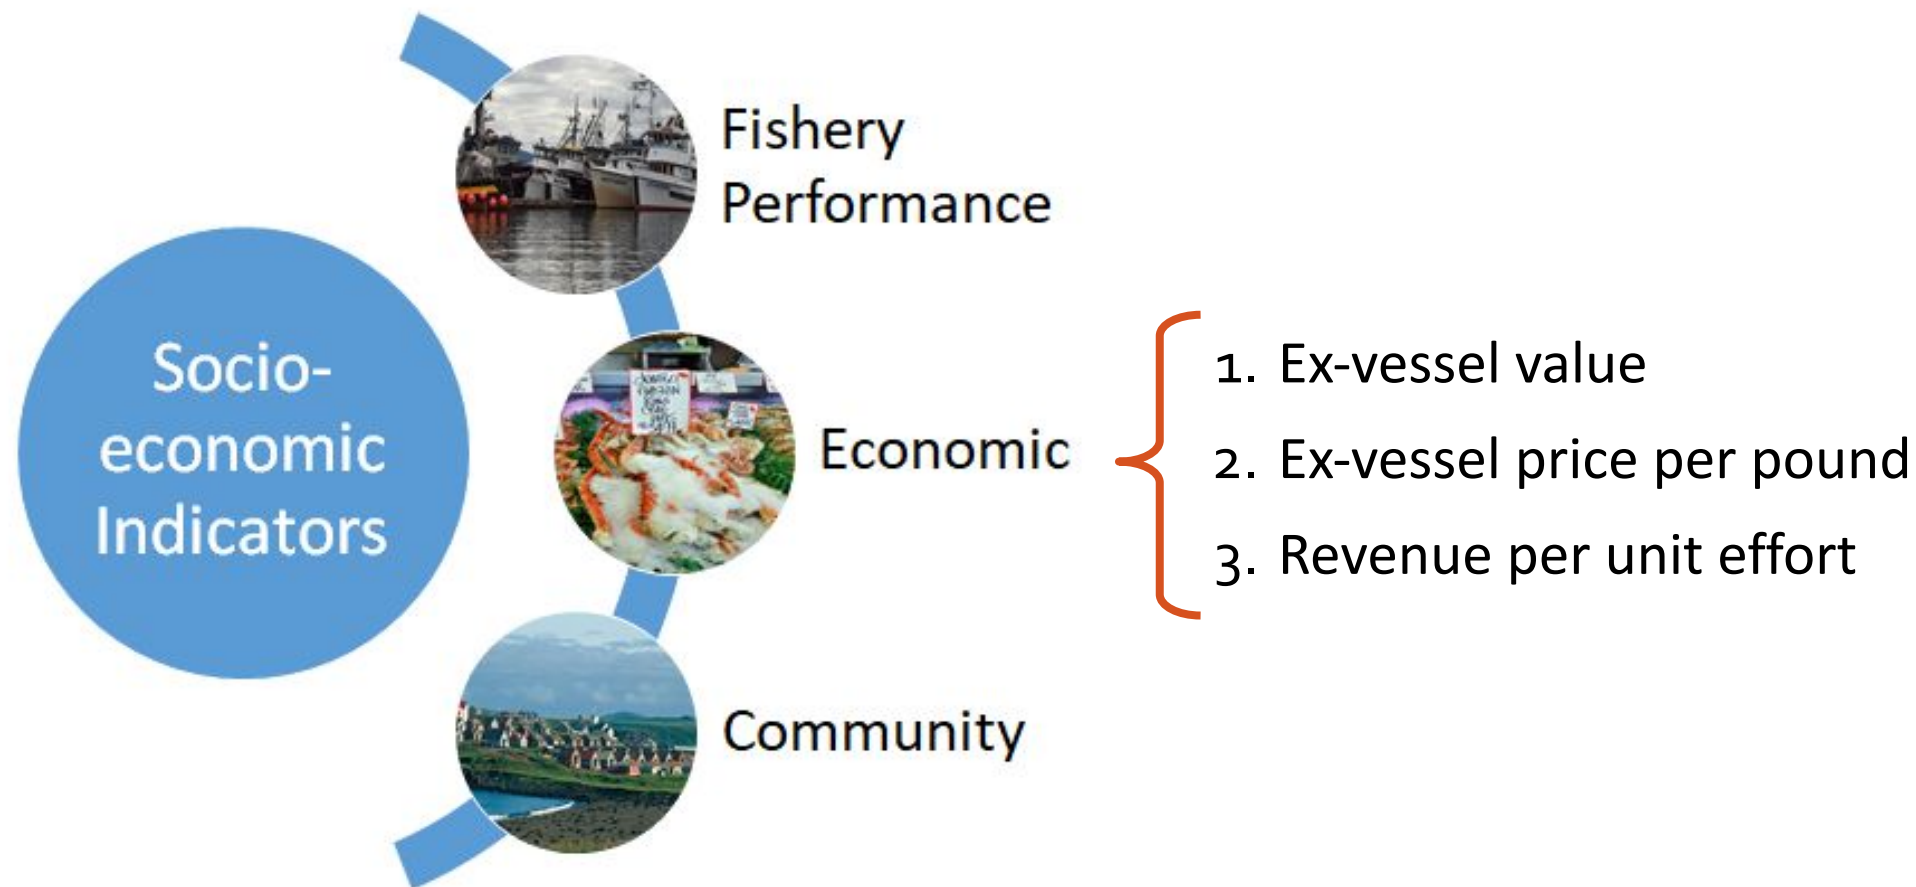 Socio-
economic
Indicators
Fishery
Performance
Economic
Community
1. Ex-vessel value
2. Ex-vessel price per pound
3. Revenue per unit effort